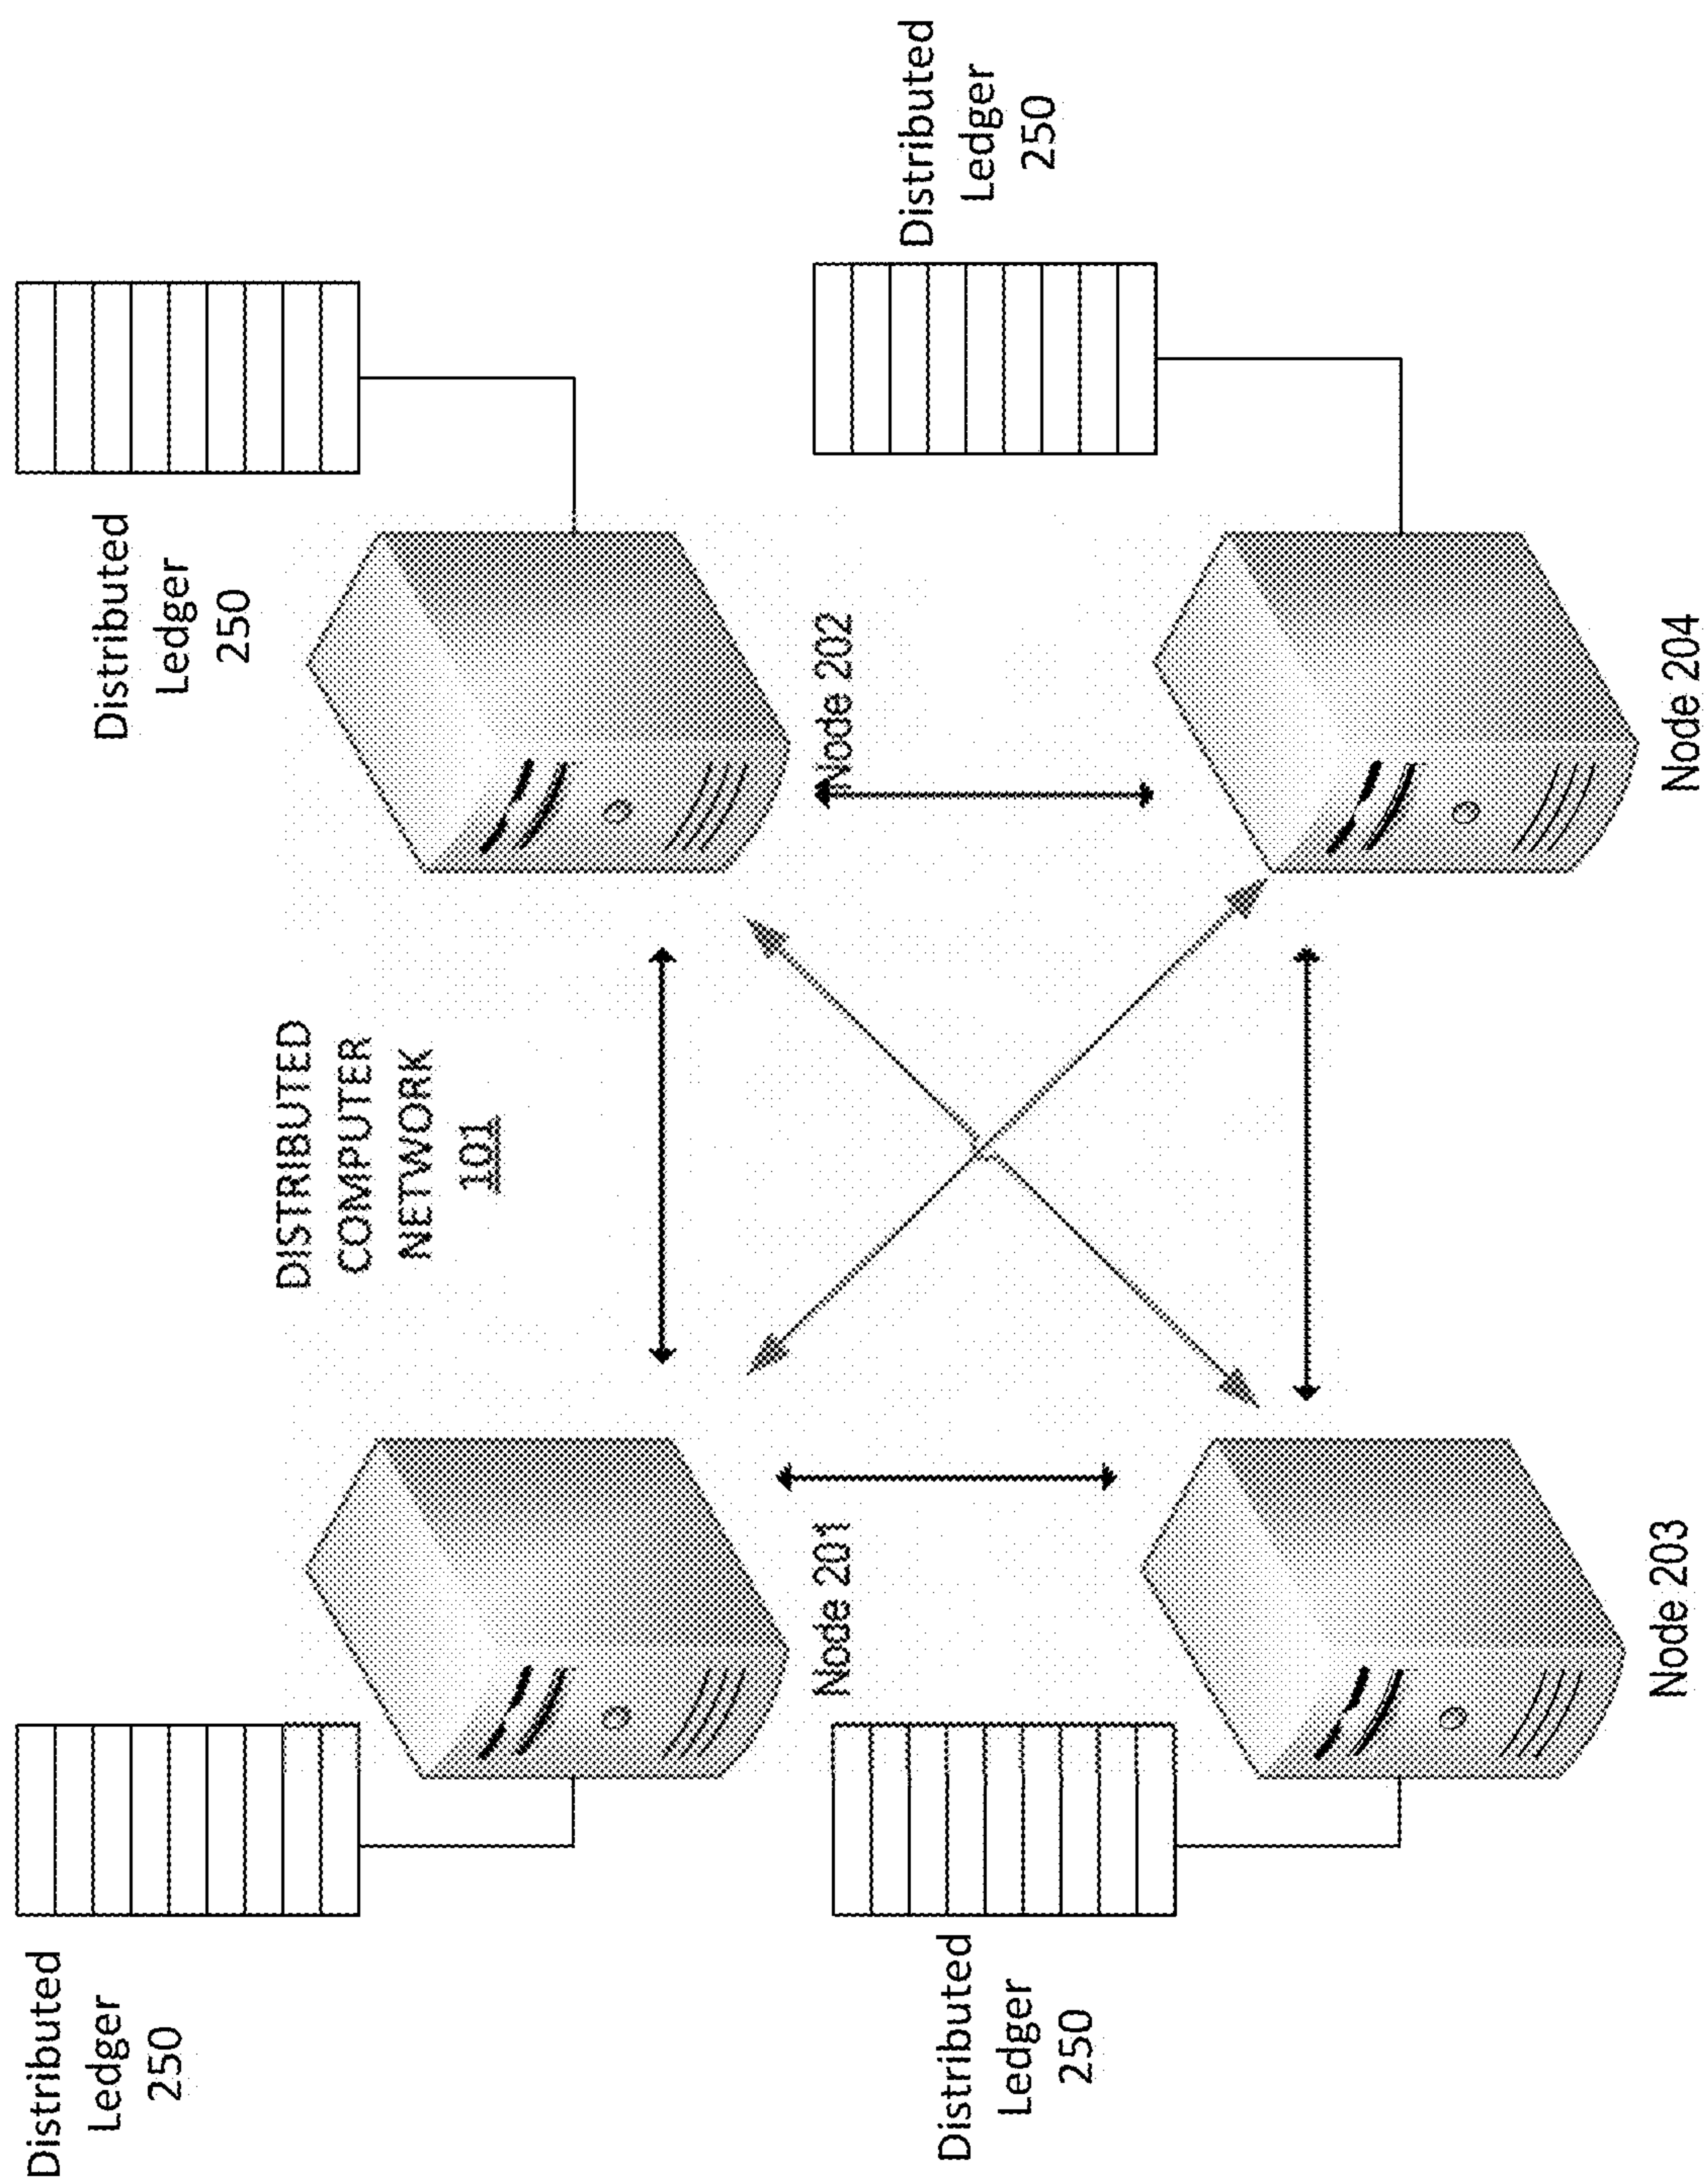 Distributed
Ledger
250
Distributed
Ledger
250
DISTRIBUTED
COMPUTER
NETWORK
101
Node 201
Node 202
Distributed
Ledger
250
Distributed
Ledger
250
Node 203
Node 204